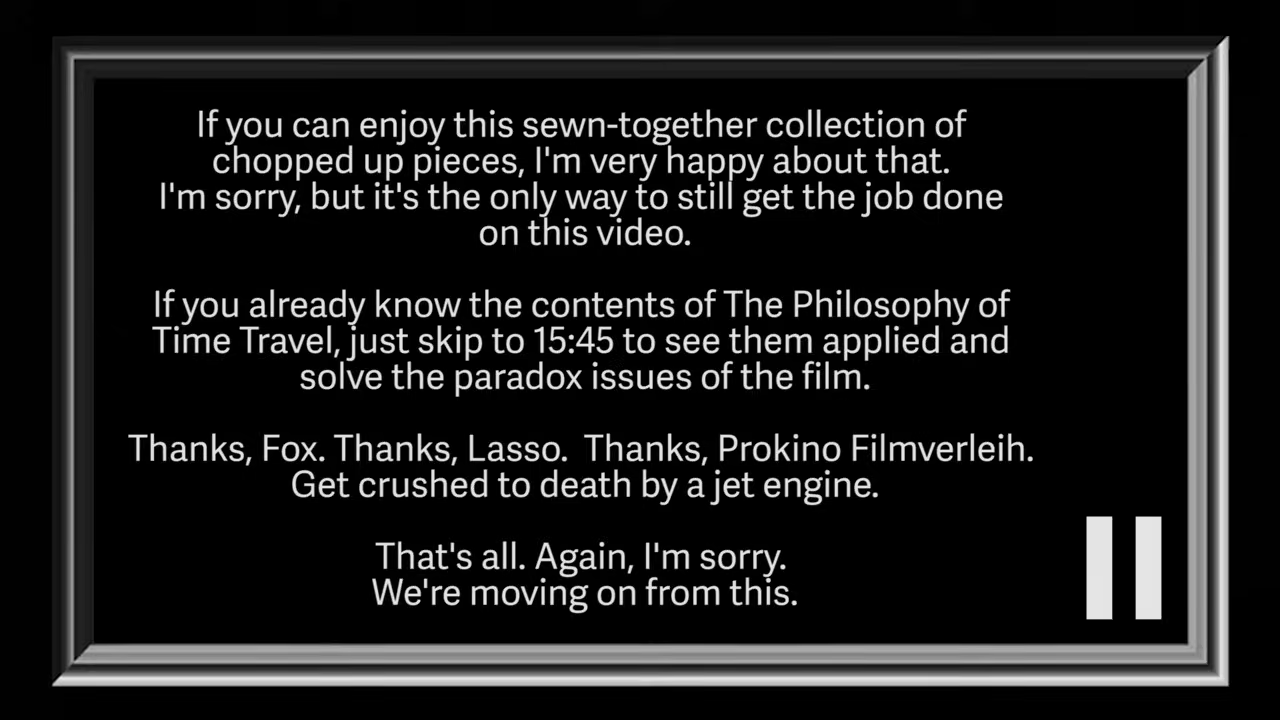 If you can enjoy this sewn-together collection of
chopped up pieces, I'm very happy about that.
I'm sorry, but it's the only way to still get the job done
on this video.
If you already know the contents of The Philosophy of
Time Travel, just skip to 15:45 to see them applied and
solve the paradox issues of the film.
Thanks, Fox. Thanks, Lasso.  Thanks, Prokino Filmverleih.
Get crushed to death by a jet engine.
That's all. Again, I'm sorry.
We're moving on from this.